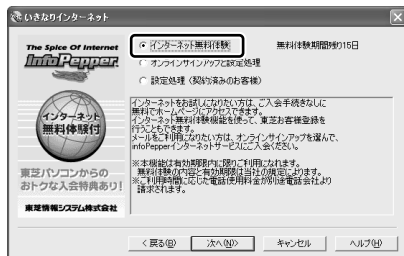 いきなりインターネット
The Spice Of Internet
InfoPepper
インターネット
無料体験付
東芝パソコンからの
おトクな入会特典あり!
東芝情報システム株式会社
インターネット無料体験
無料体験期間残り15日
オンラインサインアップと設定処理
設定処理(契約済みのお客様)
インターネットをお試しになりたい方は、ご入会手続きなしに
無料でホームページにアクセスできます。
インターネット無料体験機能を使って、東芝お客様登録を
行うこともできます。
メールをご利用になりたい方は、オンラインサインアップを選んで、
infoPepperインターネットサービスにご入会ください。
※本機能は有効期限内に限りご利用になれます。
無料体験の内容と有効期限は当社の規定によります。
※ご利用時間に応じた電話使用料金が別途電話会社より
請求されます。
< 戻る(B)
次へ(N)>
キャンセル
ヘルプ(H)